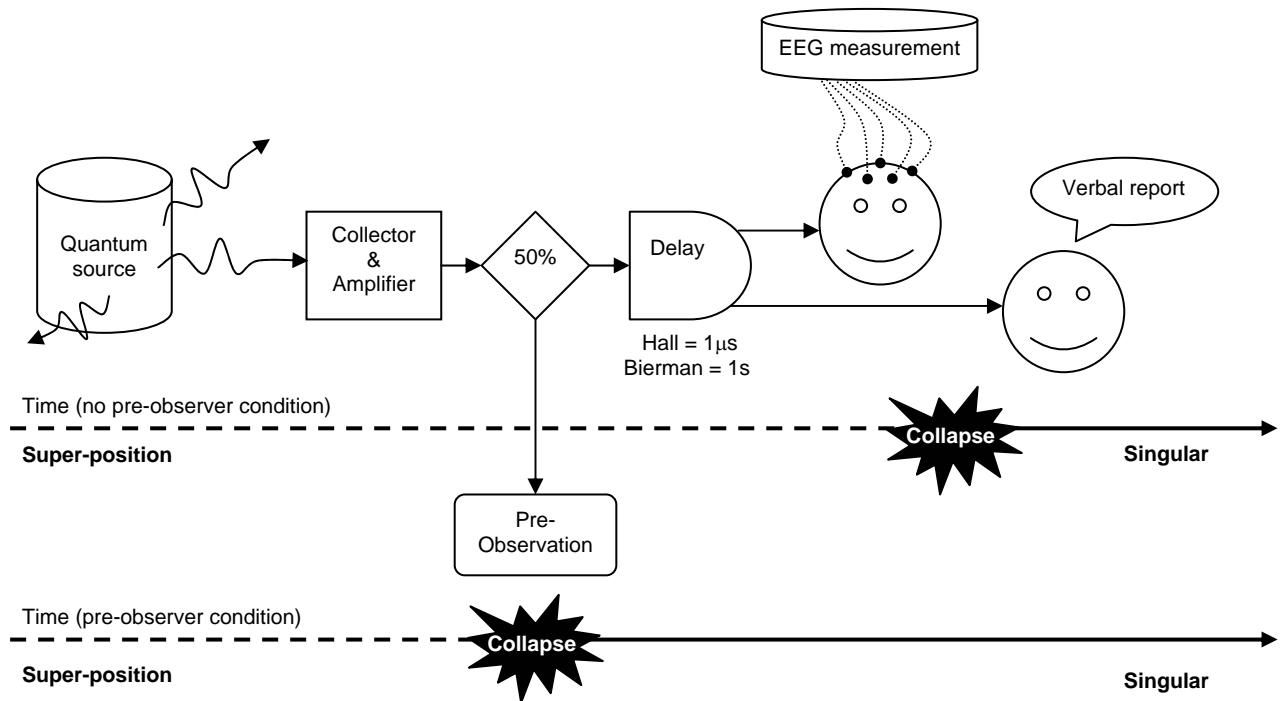 EEG measurement
Verbal report
Quantum
source
Collector
&
Amplifier
50%
Delay
Hall = 1μs
Bierman = 1s
Time (no pre-observer condition)
Collapse
Super-position
Singular
Pre-
Observation
Time (pre-observer condition)
Collapse
Super-position
Singular